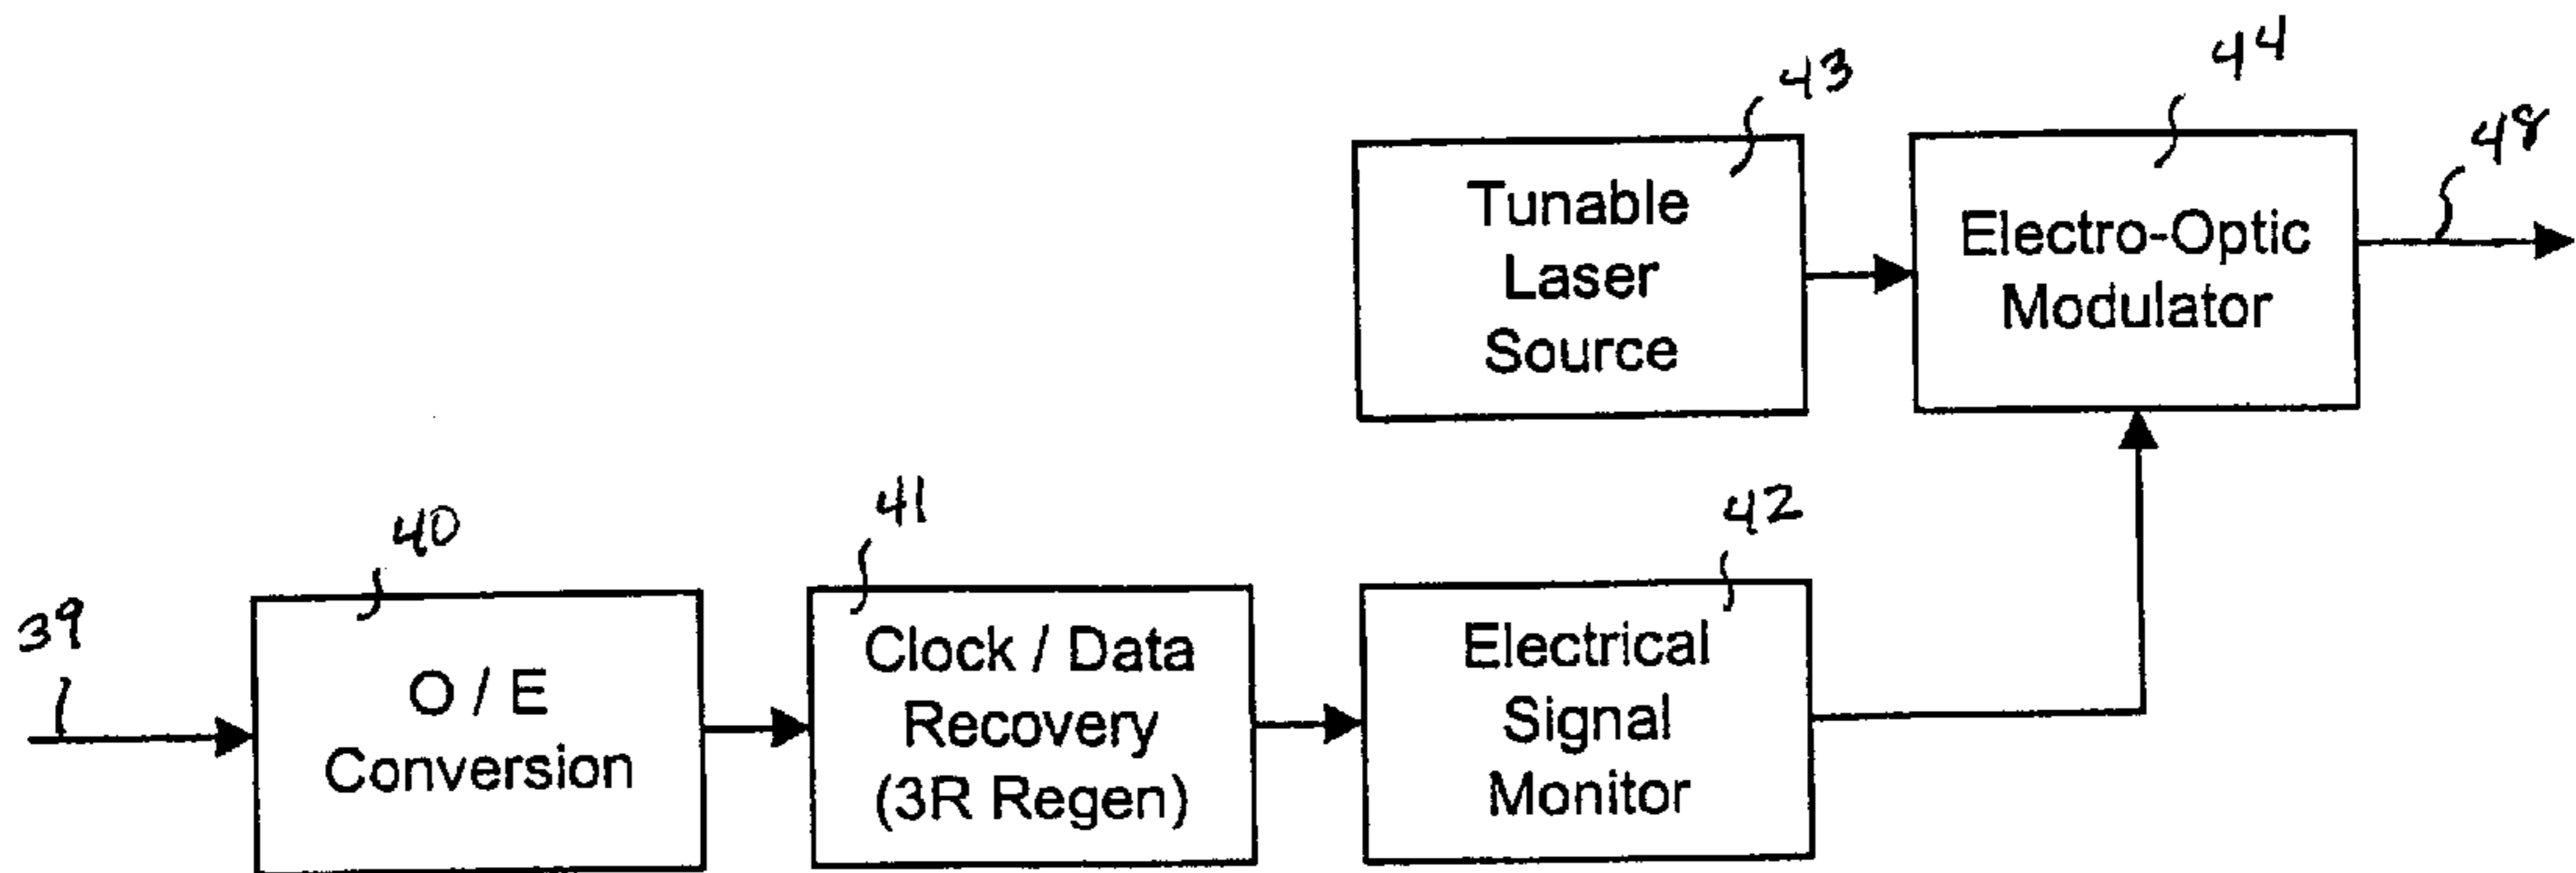 44
43
48
Tunable
Laser
Source
Electro-Optic
Modulator
41
42
40
39
O / E
Conversion
Clock / Data
Recovery
(3R Regen)
Electrical
Signal
Monitor